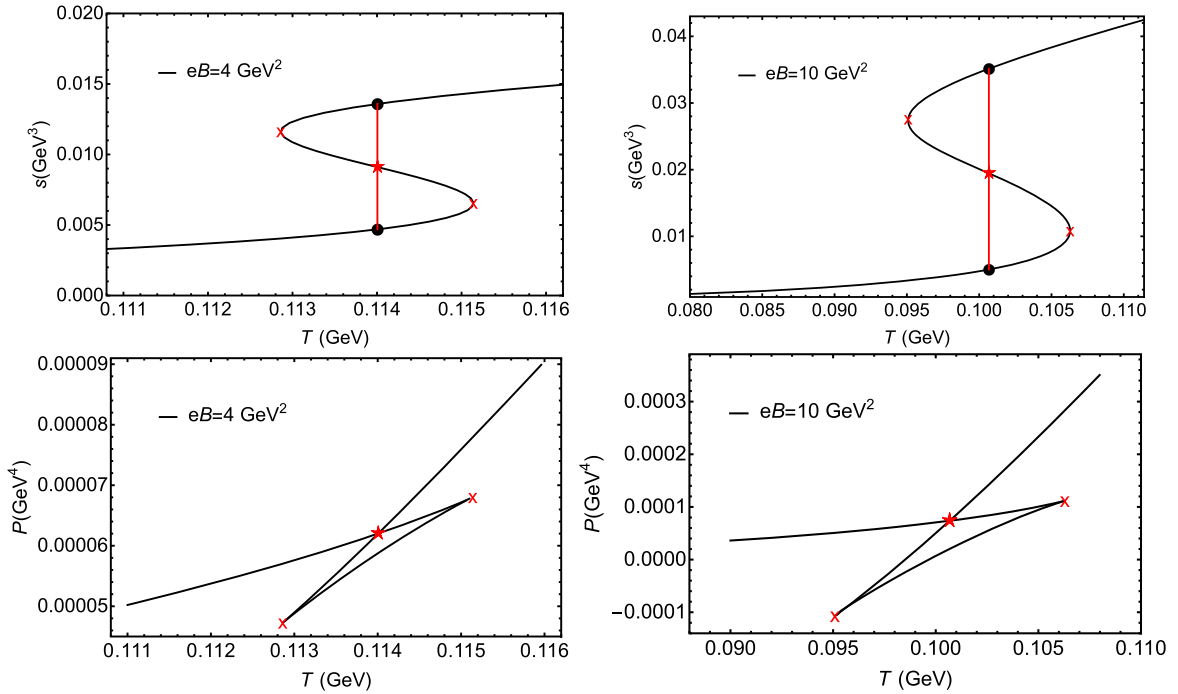 0.020
0.015
0.010
0.005
0.000
s(GeV³)
eB=4 GeV²
0.111 0.112 0.113 0.114 0.115 0.116
T (GeV)
0.04
0.03
0.02
0.01
s(GeV³)
eB=10 GeV²
0.080 0.085 0.090 0.095 0.100 0.105 0.110
T (GeV)
0.00009
0.00008
0.00007
0.00006
0.00005
P(GeV⁴)
eB=4 GeV²
0.111 0.112 0.113 0.114 0.115 0.116
T (GeV)
0.0003
0.0002
0.0001
0.0000
−0.0001
P(GeV⁴)
eB=10 GeV²
0.090 0.095 0.100 0.105 0.110
T (GeV)